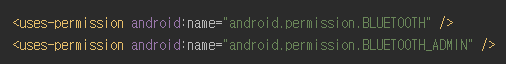 <uses-permission android:name="android.permission.BLUETOOTH" />
<uses-permission android:name="android.permission.BLUETOOTH_ADMIN" />